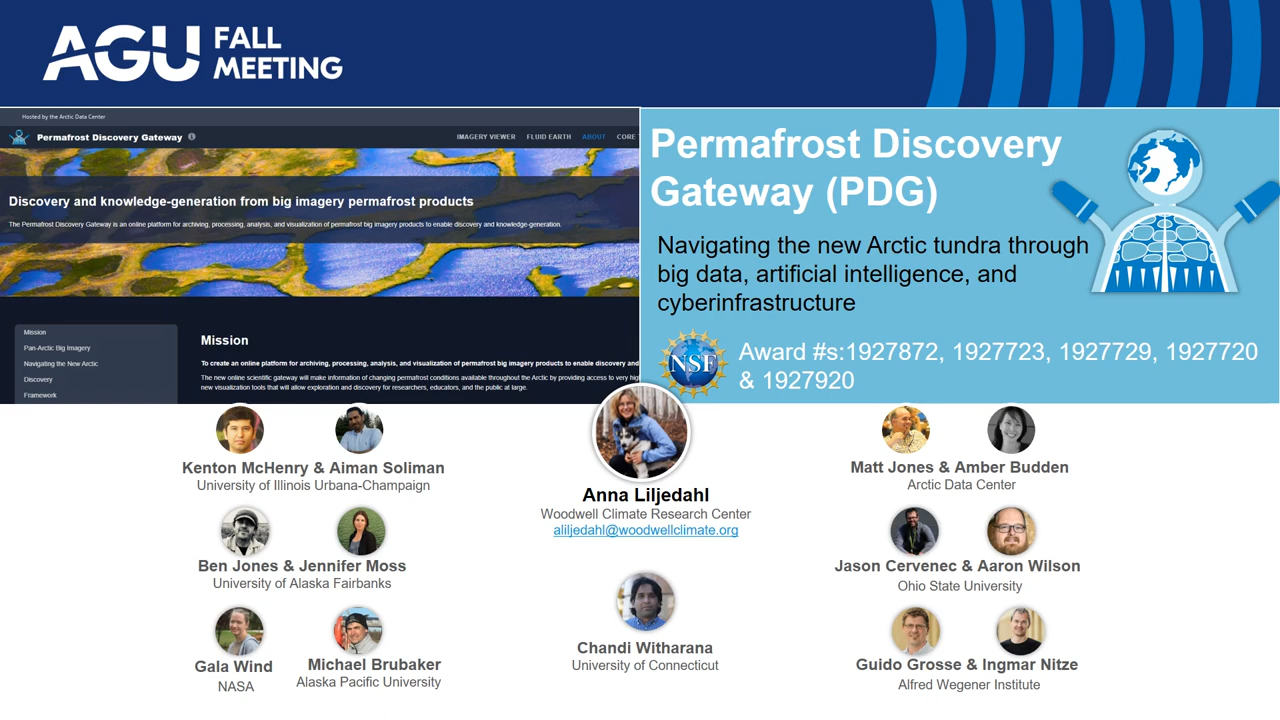 AGU FALL
MEETING
Hosted by the Arctic Data Center
Permafrost Discovery Gateway
IMAGERY VIEWER FLUID EARTH ABOUT CORE
Discovery and knowledge-generation from big imagery permafrost products
The Permafrost Discovery Gateway is an online platform for archiving, processing, analysis, and visualization of permafrost big imagery products to enable discovery and knowledge-generation.
Mission
Pan-Arctic Big Imagery
Navigating the New Arctic
Discovery
Framework
Mission
To create an online platform for archiving, processing, analysis, and visualization of permafrost big imagery products to enable discovery and
The new online scientific gateway will make information of changing permafrost conditions available throughout the Arctic by providing access to very hig
new visualization tools that will allow exploration and discovery for researchers, educators, and the public at large.
Permafrost Discovery
Gateway (PDG)
Navigating the new Arctic tundra through
big data, artificial intelligence, and
cyberinfrastructure
NSF
Award #s:1927872, 1927723, 1927729, 1927720
& 1927920
Kenton McHenry & Aiman Soliman
University of Illinois Urbana-Champaign
Ben Jones & Jennifer Moss
University of Alaska Fairbanks
Gala Wind
NASA
Michael Brubaker
Alaska Pacific University
Anna Liljedahl
Woodwell Climate Research Center
aliljedahl@woodwellclimate.org
Chandi Witharana
University of Connecticut
Matt Jones & Amber Budden
Arctic Data Center
Jason Cervenec & Aaron Wilson
Ohio State University
Guido Grosse & Ingmar Nitze
Alfred Wegener Institute